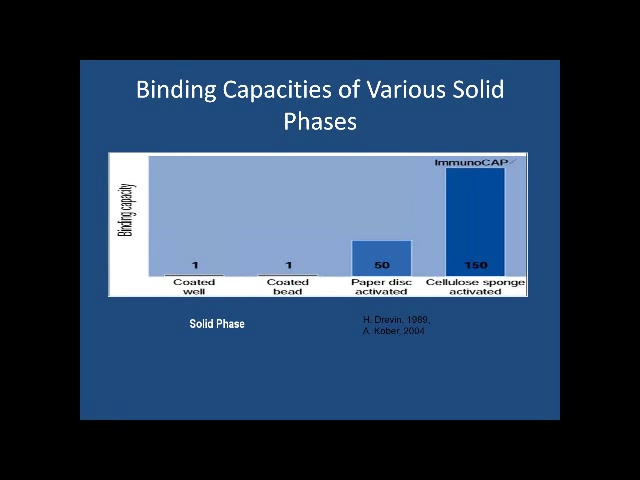 Binding Capacities of Various Solid
Phases
Binding capacity
ImmunoCAP
1
1
50
150
Coated
well
Coated
bead
Paper disc
activated
Cellulose sponge
activated
Solid Phase
H. Drevin, 1989,
A. Kober, 2004